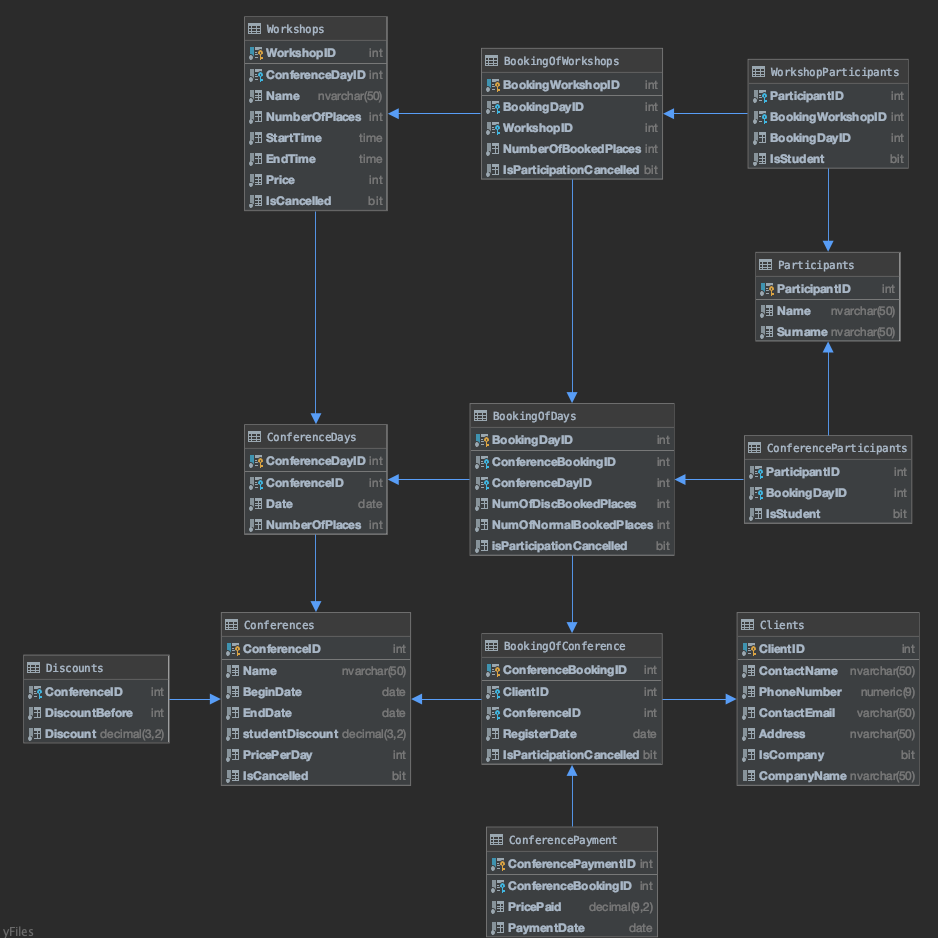 Workshops
WorkshopID int
ConferenceDayID int
Name nvarchar(50)
NumberOfPlaces int
StartTime time
EndTime time
Price int
IsCancelled bit
BookingOfWorkshops
BookingWorkshopID int
BookingDayID int
WorkshopID int
NumberOfBookedPlaces int
IsParticipationCancelled bit
WorkshopParticipants
ParticipantID int
BookingWorkshopID int
BookingDayID int
IsStudent bit
Participants
ParticipantID int
Name nvarchar(50)
Surname nvarchar(50)
ConferenceDays
ConferenceDayID int
ConferenceID int
Date date
NumberOfPlaces int
BookingOfDays
BookingDayID int
ConferenceBookingID int
ConferenceDayID int
NumOfDiscBookedPlaces int
NumOfNormalBookedPlaces int
isParticipationCancelled bit
ConferenceParticipants
ParticipantID int
BookingDayID int
IsStudent bit
Discounts
ConferenceID int
DiscountBefore int
Discount decimal(3,2)
Conferences
ConferenceID int
Name nvarchar(50)
BeginDate date
EndDate date
studentDiscount decimal(3,2)
PricePerDay int
IsCancelled bit
BookingOfConference
ConferenceBookingID int
ClientID int
ConferenceID int
RegisterDate date
IsParticipationCancelled bit
Clients
ClientID int
ContactName nvarchar(50)
PhoneNumber numeric(9)
ContactEmail varchar(50)
Address nvarchar(50)
IsCompany bit
CompanyName nvarchar(50)
ConferencePayment
ConferencePaymentID int
ConferenceBookingID int
PricePaid decimal(9,2)
PaymentDate date
yFiles